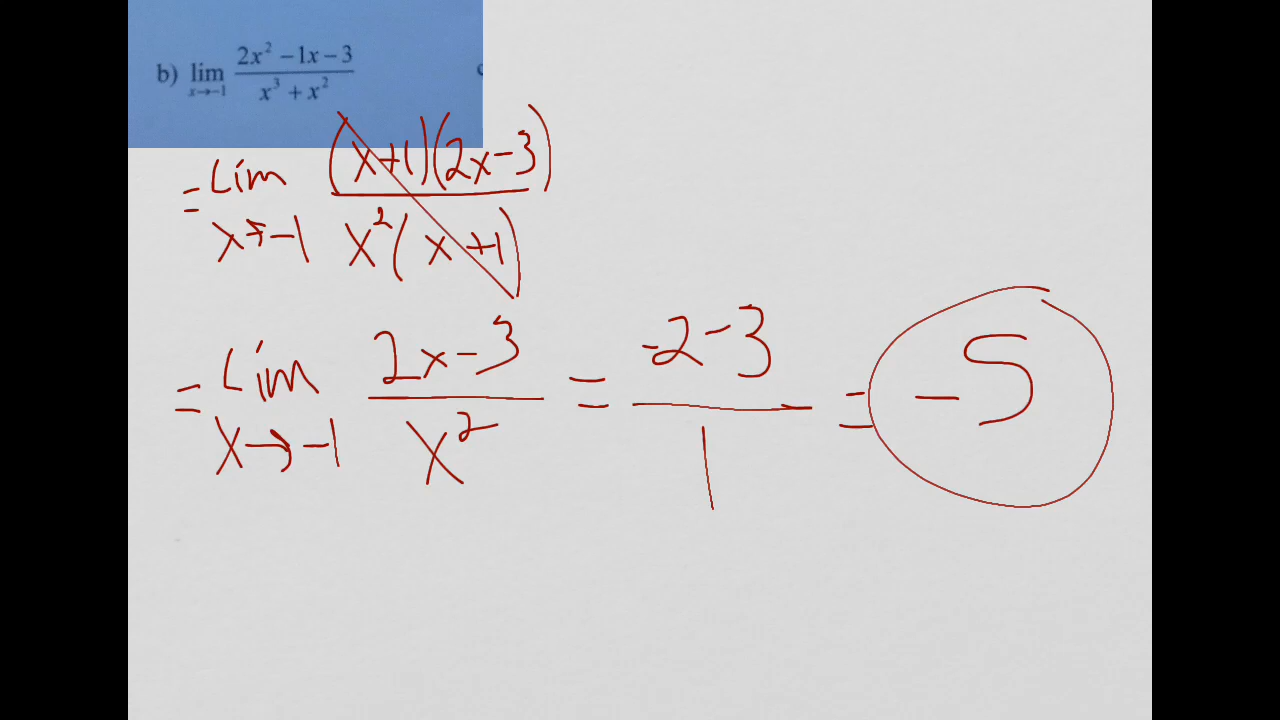 b) lim x→-1 (2x² - 1x - 3)/(x³ + x²)
= Lim x→-1 (x+1)(2x-3)/x²(x+1)
= Lim x→-1 (2x-3)/x² = (-2-3)/1 = -5